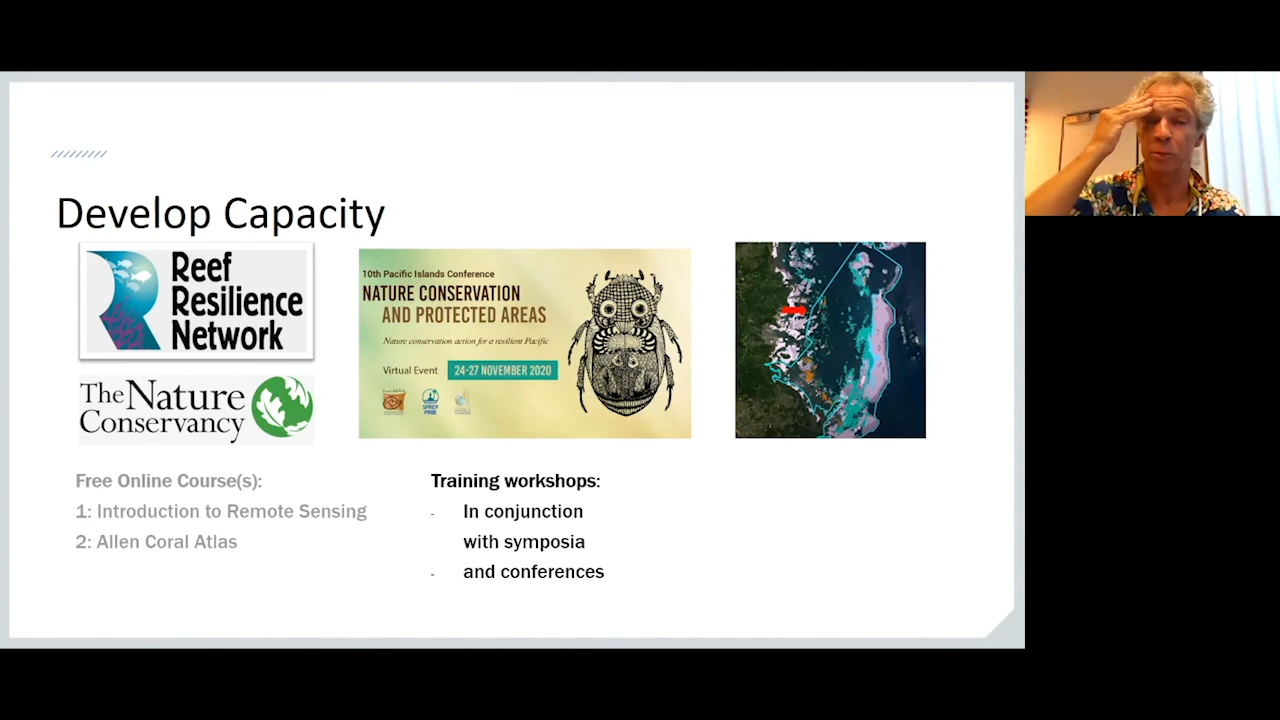 Develop Capacity
Reef
Resilience
Network
The Nature
Conservancy
10th Pacific Islands Conference
NATURE CONSERVATION
AND PROTECTED AREAS
Nature conservation action for a resilient Pacific
Virtual Event 24-27 NOVEMBER 2020
SPREP
PROE
Free Online Course(s):
1: Introduction to Remote Sensing
2: Allen Coral Atlas
Training workshops:
- In conjunction
with symposia
- and conferences